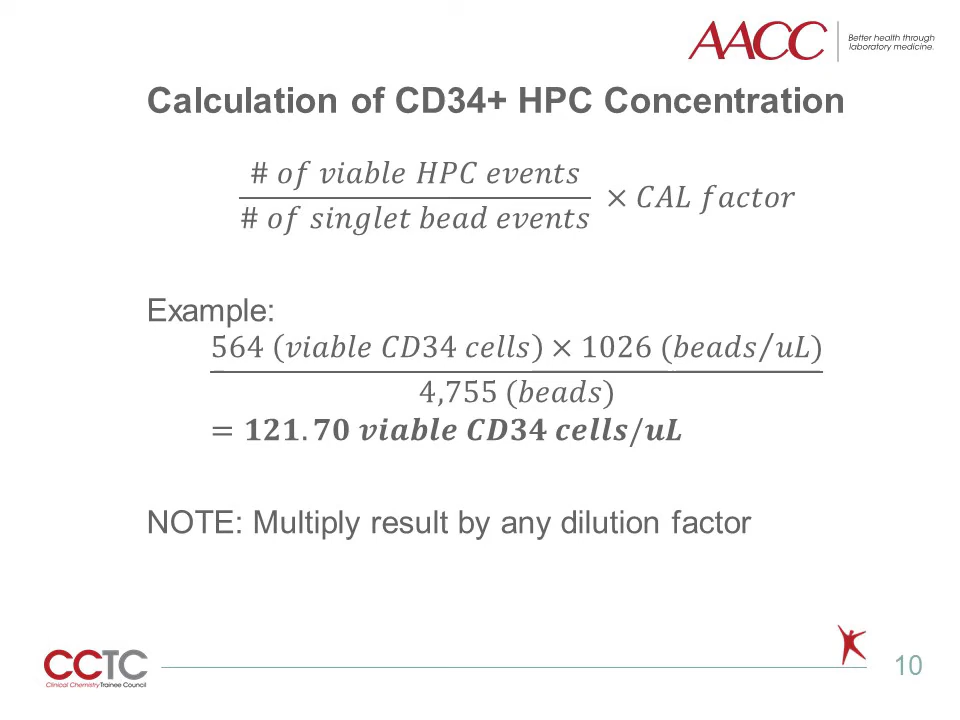 AACC
Better health through
laboratory medicine.
Calculation of CD34+ HPC Concentration
# of viable HPC events
× CAL factor
# of singlet bead events
Example:
564 (viable CD34 cells) × 1026 (beads/uL)
4,755 (beads)
= 121.70 viable CD34 cells/uL
NOTE: Multiply result by any dilution factor
CCTC
Clinical Chemistry Trainee Council
10